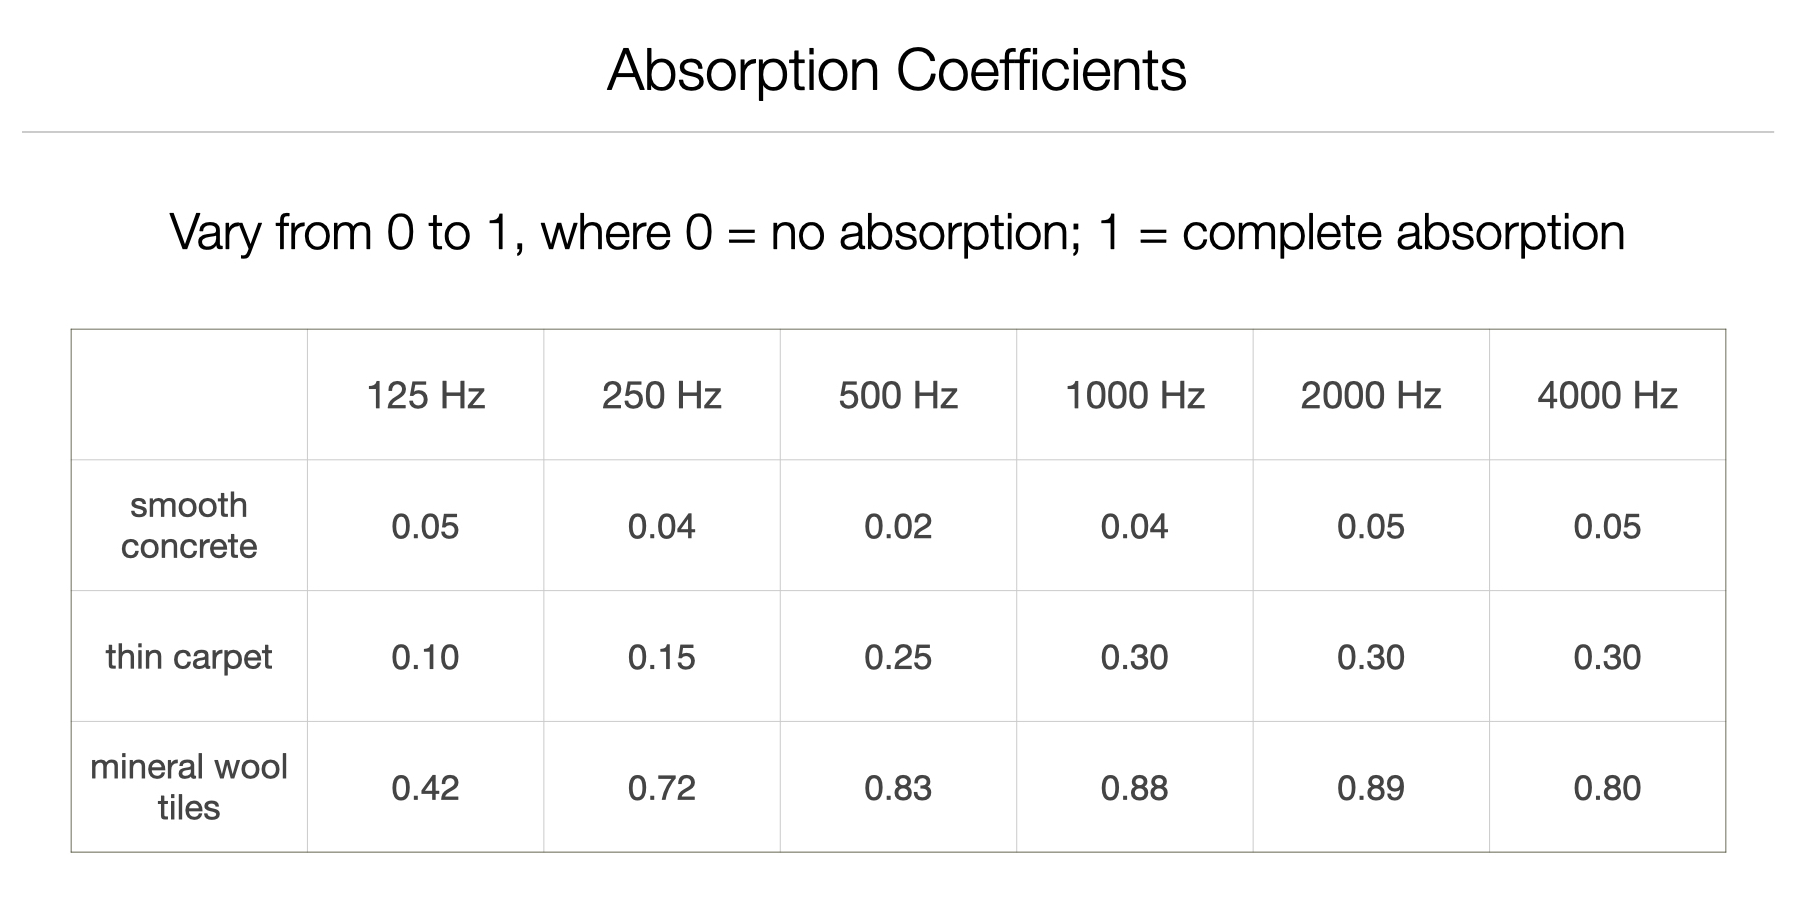 Absorption Coefficients
Vary from 0 to 1, where 0 = no absorption; 1 = complete absorption
125 Hz 250 Hz 500 Hz 1000 Hz 2000 Hz 4000 Hz
smooth
concrete 0.05 0.04 0.02 0.04 0.05 0.05
thin carpet 0.10 0.15 0.25 0.30 0.30 0.30
mineral wool
tiles 0.42 0.72 0.83 0.88 0.89 0.80